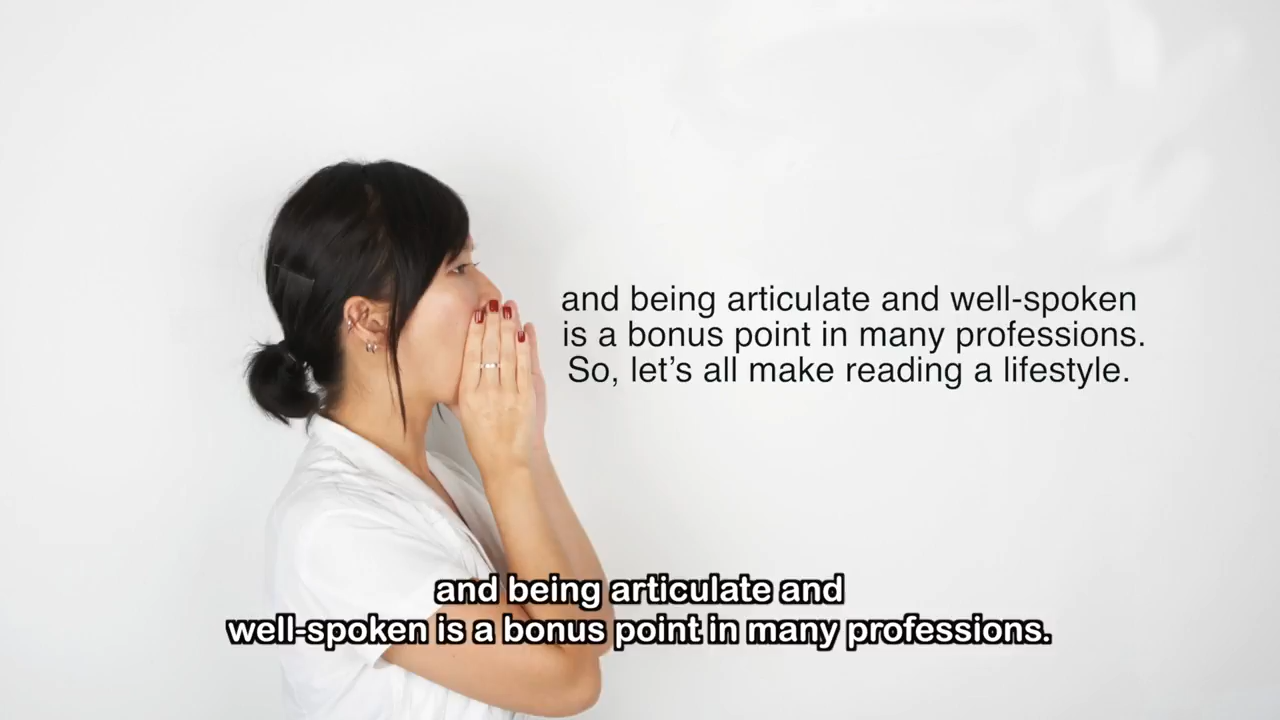 and being articulate and well-spoken
is a bonus point in many professions.
So, let's all make reading a lifestyle.
and being articulate and
well-spoken is a bonus point in many professions.